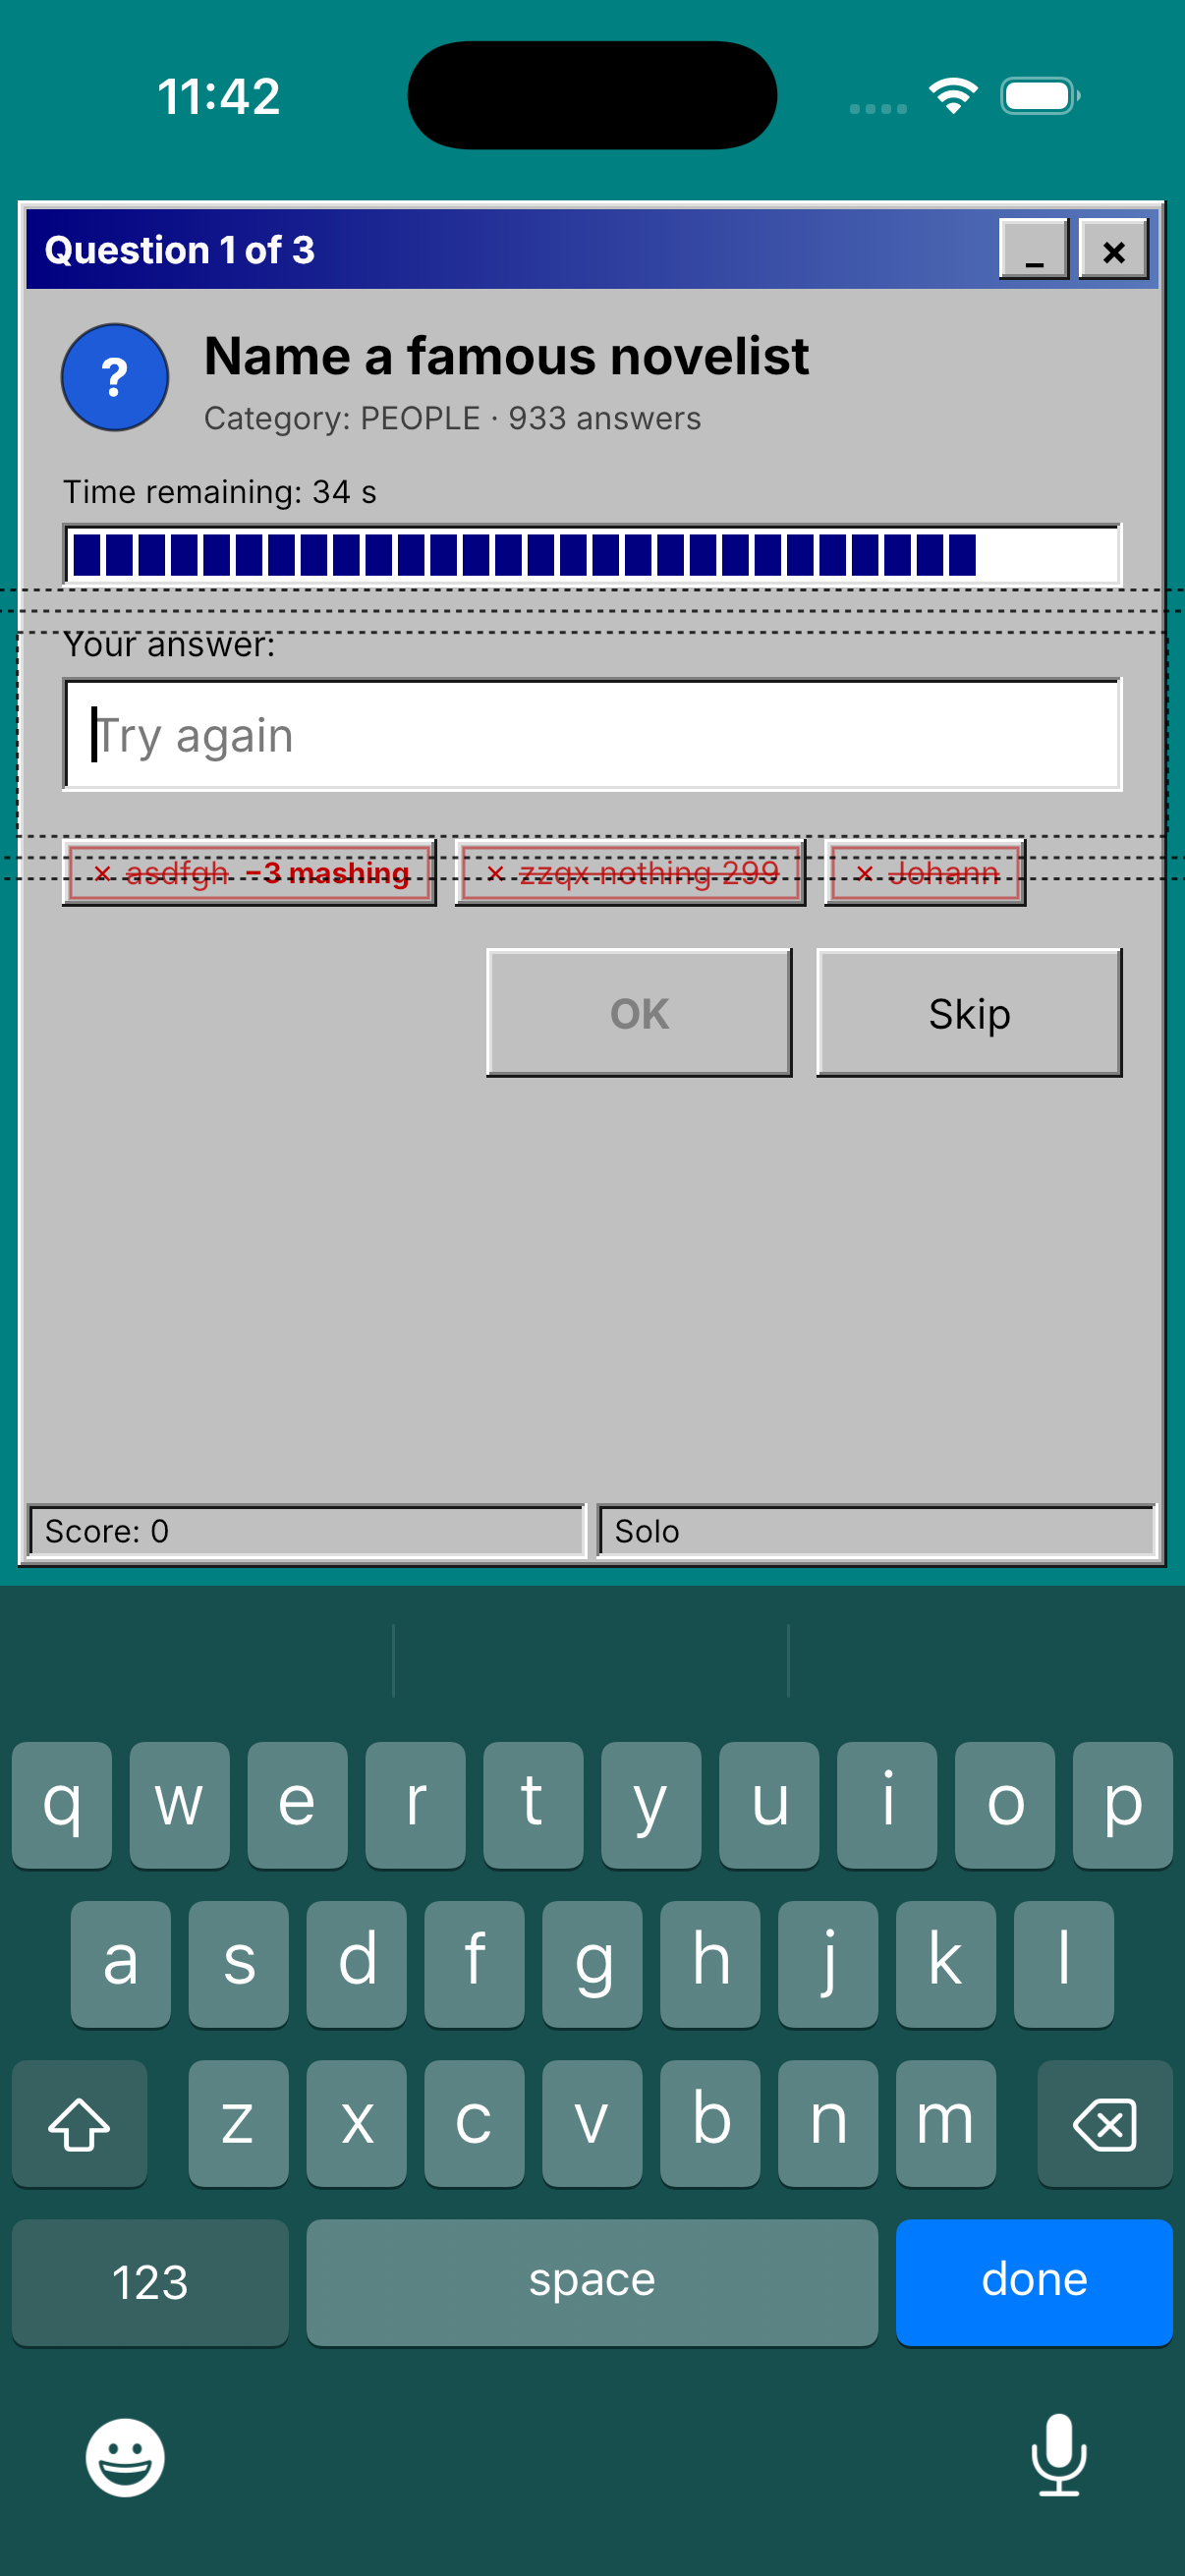 11:42
Question 1 of 3
_ ×
?
Name a famous novelist
Category: PEOPLE · 933 answers
Time remaining: 34 s
Your answer:
Try again
× asdfgh −3 mashing × zzqx nothing 299 × Johann
OK Skip
Score: 0 Solo
q w e r t y u i o p
a s d f g h j k l
z x c v b n m
123 space done